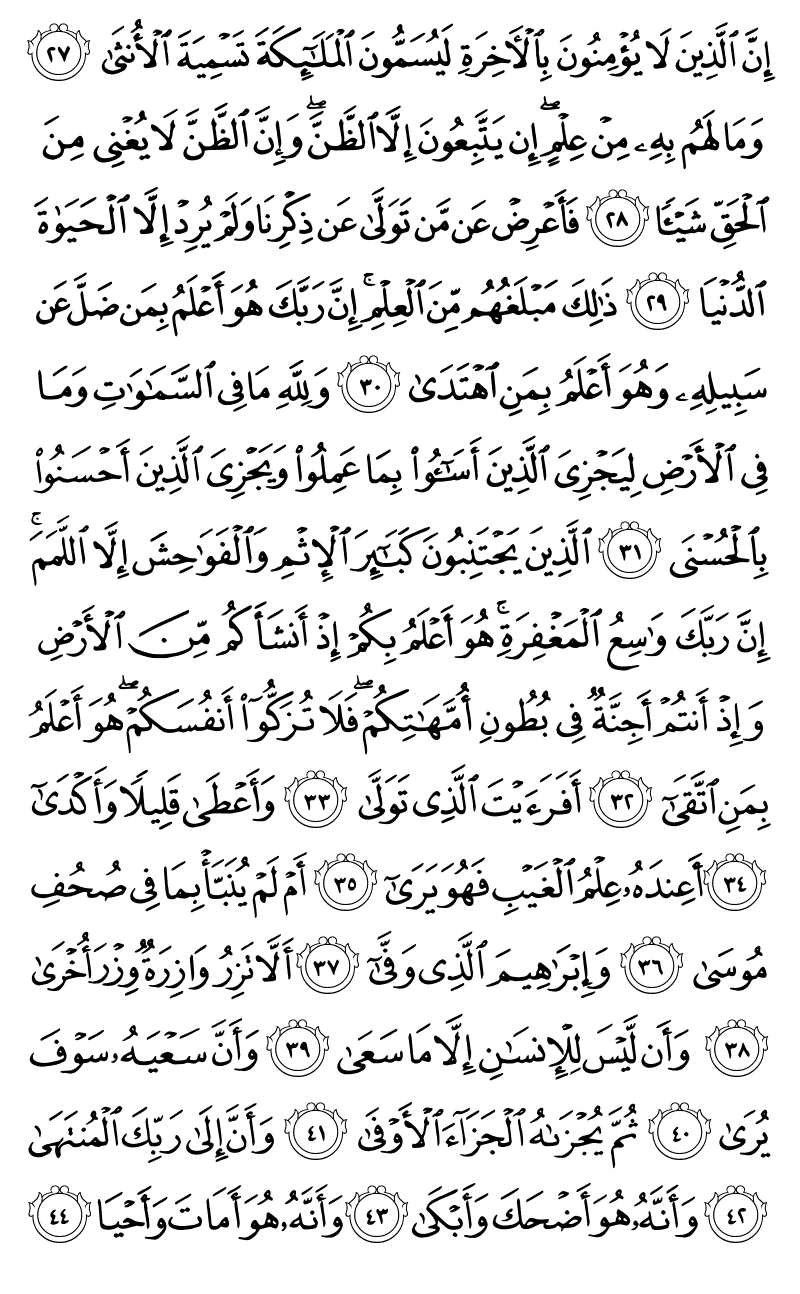 إِنَّ ٱلَّذِينَ لَا يُؤْمِنُونَ بِٱلْأَخِرَةِ لَيُسَمُّونَ ٱلْمَلَٰٓئِكَةَ تَسْمِيَةَ ٱلْأُنثَىٰ ٢٧
وَمَا لَهُم بِهِۦ مِنْ عِلْمٍ ۖ إِن يَتَّبِعُونَ إِلَّا ٱلظَّنَّ ۖ وَإِنَّ ٱلظَّنَّ لَا يُغْنِى مِنَ
ٱلْحَقِّ شَيْـًٔا ٢٨ فَأَعْرِضْ عَن مَّن تَوَلَّىٰ عَن ذِكْرِنَا وَلَمْ يُرِدْ إِلَّا ٱلْحَيَوٰةَ
ٱلدُّنْيَا ٢٩ ذَٰلِكَ مَبْلَغُهُم مِّنَ ٱلْعِلْمِ ۚ إِنَّ رَبَّكَ هُوَ أَعْلَمُ بِمَن ضَلَّ عَن
سَبِيلِهِۦ وَهُوَ أَعْلَمُ بِمَنِ ٱهْتَدَىٰ ٣٠ وَلِلَّهِ مَا فِى ٱلسَّمَٰوَٰتِ وَمَا
فِى ٱلْأَرْضِ لِيَجْزِىَ ٱلَّذِينَ أَسَٰٓـُٔوا۟ بِمَا عَمِلُوا۟ وَيَجْزِىَ ٱلَّذِينَ أَحْسَنُوا۟
بِٱلْحُسْنَى ٣١ ٱلَّذِينَ يَجْتَنِبُونَ كَبَٰٓئِرَ ٱلْإِثْمِ وَٱلْفَوَٰحِشَ إِلَّا ٱللَّمَمَ ۚ
إِنَّ رَبَّكَ وَٰسِعُ ٱلْمَغْفِرَةِ ۚ هُوَ أَعْلَمُ بِكُمْ إِذْ أَنشَأَكُم مِّنَ ٱلْأَرْضِ
وَإِذْ أَنتُمْ أَجِنَّةٌ فِى بُطُونِ أُمَّهَٰتِكُمْ ۖ فَلَا تُزَكُّوٓا۟ أَنفُسَكُمْ ۖ هُوَ أَعْلَمُ
بِمَنِ ٱتَّقَىٰٓ ٣٢ أَفَرَءَيْتَ ٱلَّذِى تَوَلَّىٰ ٣٣ وَأَعْطَىٰ قَلِيلًا وَأَكْدَىٰٓ
٣٤ أَعِندَهُۥ عِلْمُ ٱلْغَيْبِ فَهُوَ يَرَىٰٓ ٣٥ أَمْ لَمْ يُنَبَّأْ بِمَا فِى صُحُفِ
مُوسَىٰ ٣٦ وَإِبْرَٰهِيمَ ٱلَّذِى وَفَّىٰٓ ٣٧ أَلَّا تَزِرُ وَازِرَةٌ وِزْرَ أُخْرَىٰ
٣٨ وَأَن لَّيْسَ لِلْإِنسَٰنِ إِلَّا مَا سَعَىٰ ٣٩ وَأَنَّ سَعْيَهُۥ سَوْفَ
يُرَىٰ ٤٠ ثُمَّ يُجْزَىٰهُ ٱلْجَزَآءَ ٱلْأَوْفَىٰ ٤١ وَأَنَّ إِلَىٰ رَبِّكَ ٱلْمُنتَهَىٰ
٤٢ وَأَنَّهُۥ هُوَ أَضْحَكَ وَأَبْكَىٰ ٤٣ وَأَنَّهُۥ هُوَ أَمَاتَ وَأَحْيَا ٤٤